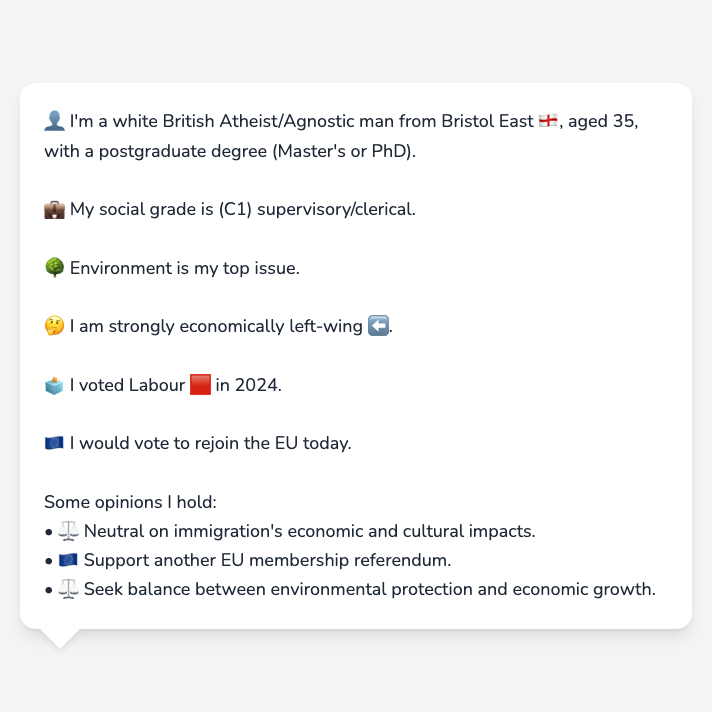 👤 I'm a white British Atheist/Agnostic man from Bristol East 🏴󠁧󠁢󠁥󠁮󠁧󠁿, aged 35,
with a postgraduate degree (Master's or PhD).
💼 My social grade is (C1) supervisory/clerical.
🌳 Environment is my top issue.
🤔 I am strongly economically left-wing ⬅️.
🗳️ I voted Labour 🟥 in 2024.
🇪🇺 I would vote to rejoin the EU today.
Some opinions I hold:
• ⚖️ Neutral on immigration's economic and cultural impacts.
• 🇪🇺 Support another EU membership referendum.
• ⚖️ Seek balance between environmental protection and economic growth.